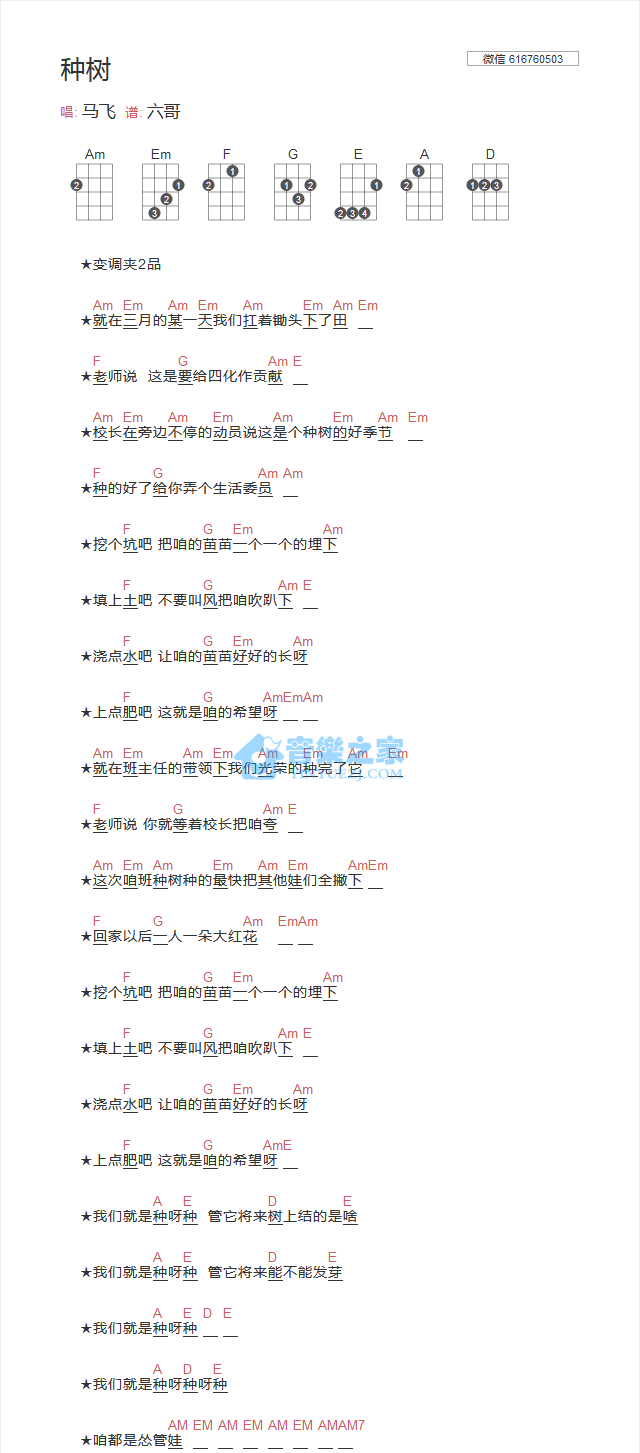 种树
微信 616760503
唱: 马飞 谱: 六哥
Am Em F G E A D
2 1 2 3 2 1 1 2 3 1 2 3 4 1 2 1 2 3
★变调夹2品
Am Em Am Em Am Em Am Em
★就在三月的某一天我们扛着锄头下了田 __
F G Am E
★老师说 这是要给四化作贡献 __
Am Em Am Em Am Em Am Em
★校长在旁边不停的动员说这是个种树的好季节 __
F G Am Am
★种的好了给你弄个生活委员 __
F G Em Am
★挖个坑吧 把咱的苗苗一个一个的埋下
F G Am E
★填上土吧 不要叫风把咱吹趴下 __
F G Em Am
★浇点水吧 让咱的苗苗好好的长呀
F G AmEmAm
★上点肥吧 这就是咱的希望呀 __ __
Am Em Am Em Am Em Am Em
★就在班主任的带领下我们光荣的种完了它 __
音樂之家
YINYUEZJ.COM
F G Am E
★老师说 你就等着校长把咱夸 __
Am Em Am Em Am Em AmEm
★这次咱班种树种的最快把其他娃们全撇下 __
F G Am EmAm
★回家以后一人一朵大红花 __ __
F G Em Am
★挖个坑吧 把咱的苗苗一个一个的埋下
F G Am E
★填上土吧 不要叫风把咱吹趴下 __
F G Em Am
★浇点水吧 让咱的苗苗好好的长呀
F G AmE
★上点肥吧 这就是咱的希望呀 __
A E D E
★我们就是种呀种 管它将来树上结的是啥
A E D E
★我们就是种呀种 管它将来能不能发芽
A E D E
★我们就是种呀种 __ __
A D E
★我们就是种呀种呀种
AM EM AM EM AM EM AMAM7
★咱都是怂管娃 __ __ __ __ __ __ __